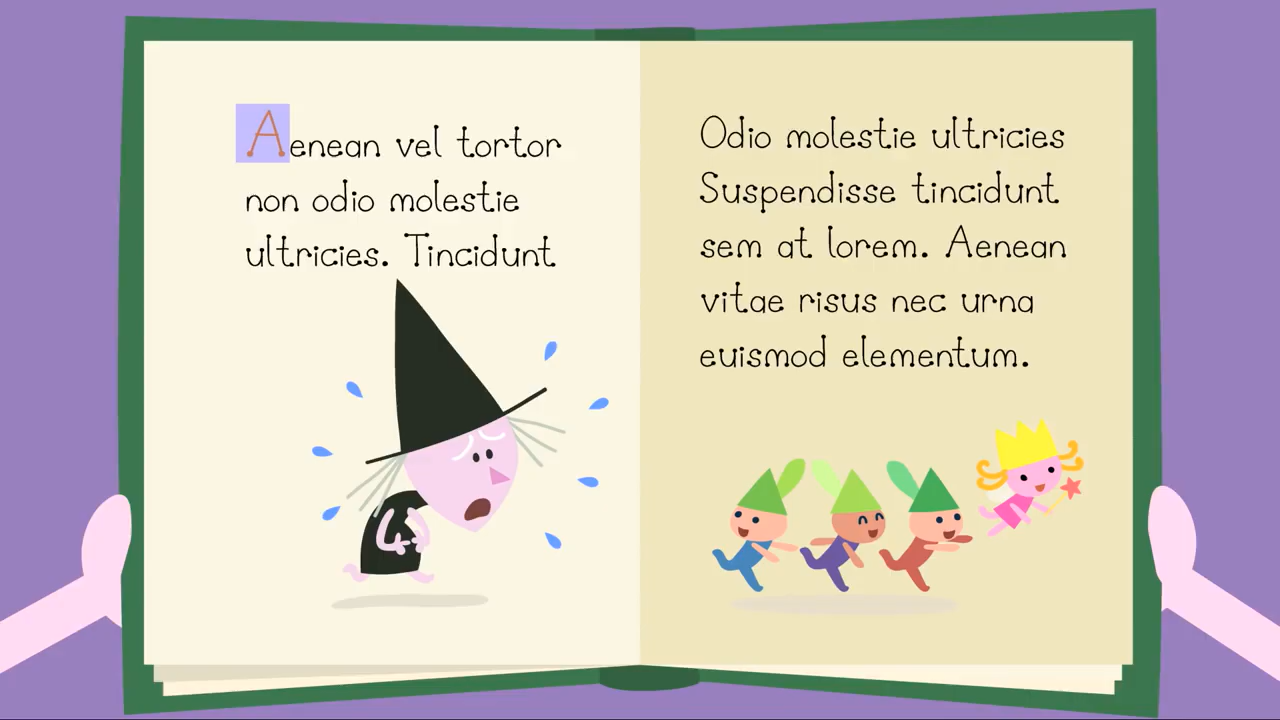 Aenean vel tortor
non odio molestie
ultricies. Tincidunt
Odio molestie ultricies
Suspendisse tincidunt
sem at lorem. Aenean
vitae risus nec urna
euismod elementum.